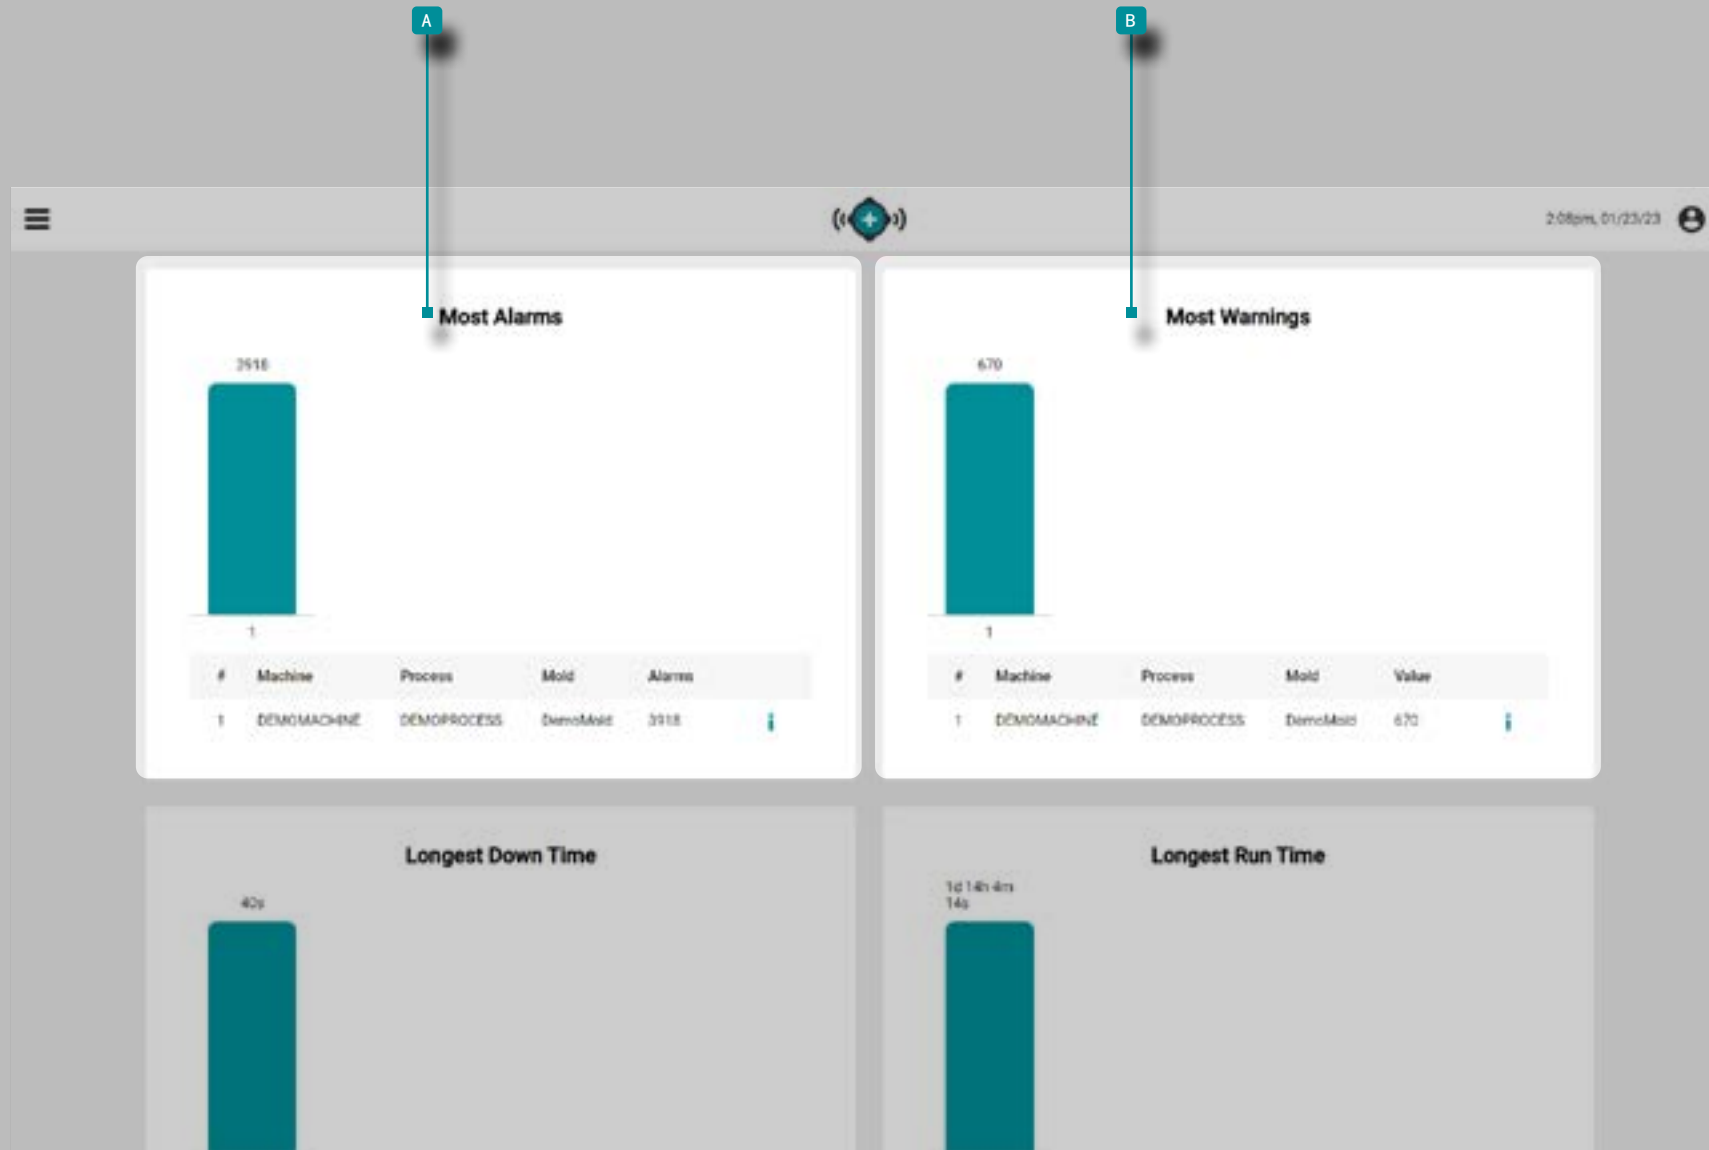 A
B
2:08pm, 01/23/23
Most Alarms
3918
1
# Machine Process Mold Alarms
1 DEMOMACHINE DEMOPROCESS DemoMold 3918
Most Warnings
670
1
# Machine Process Mold Value
1 DEMOMACHINE DEMOPROCESS DemoMold 670
Longest Down Time
40s
Longest Run Time
1d 14h 4m
14s